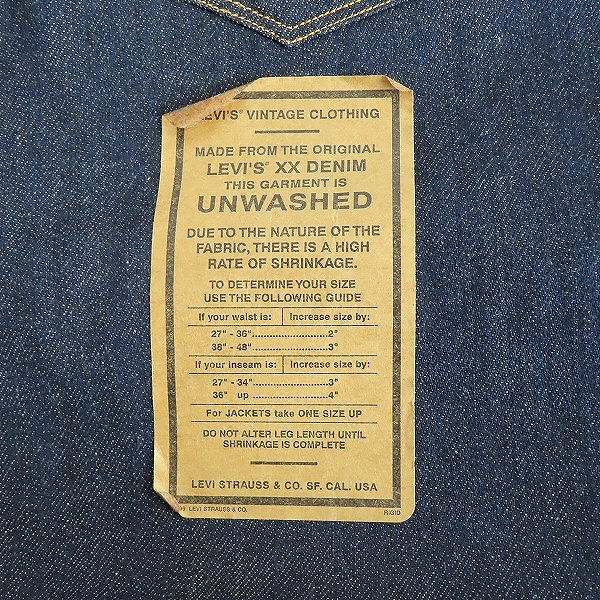 LEVI'S® VINTAGE CLOTHING
MADE FROM THE ORIGINAL
LEVI'S® XX DENIM
THIS GARMENT IS
UNWASHED
DUE TO THE NATURE OF THE
FABRIC, THERE IS A HIGH
RATE OF SHRINKAGE.
TO DETERMINE YOUR SIZE
USE THE FOLLOWING GUIDE
If your waist is: Increase size by:
27" - 36"..........................2"
38" - 48"..........................3"
If your inseam is: Increase size by:
27" - 34"..........................3"
36" up ..........................4"
For JACKETS take ONE SIZE UP
DO NOT ALTER LEG LENGTH UNTIL
SHRINKAGE IS COMPLETE
LEVI STRAUSS & CO. SF. CAL. USA
LEVI STRAUSS & CO. RIGID